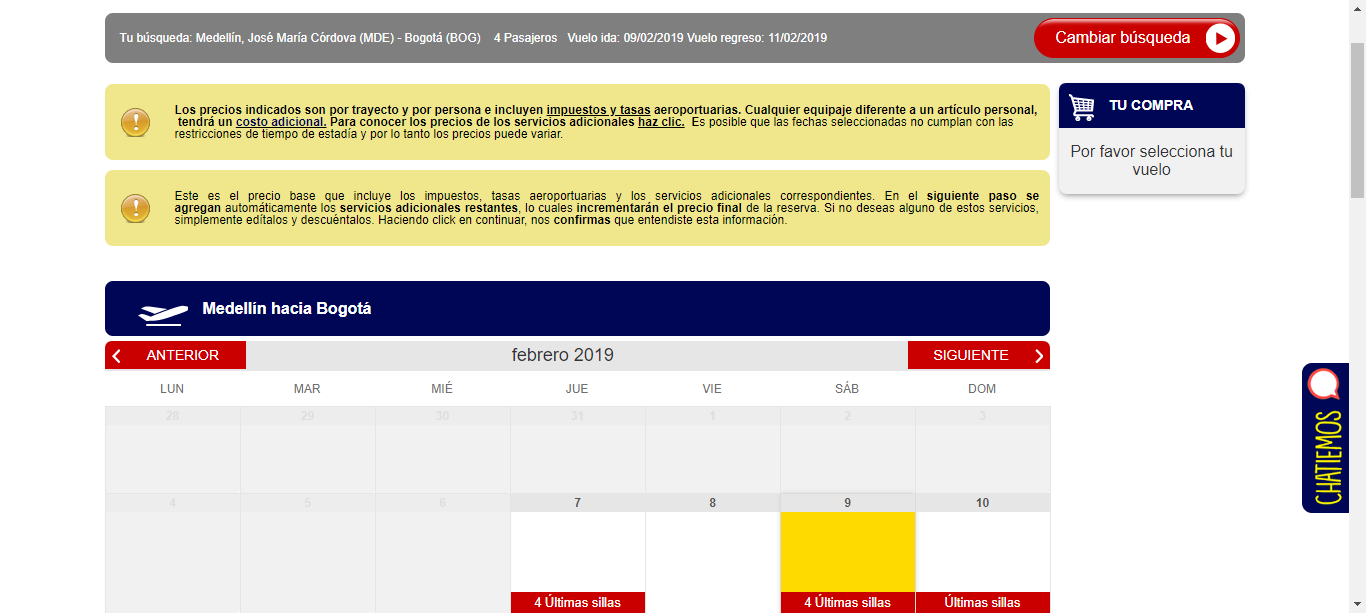 Tu búsqueda: Medellín, José María Córdova (MDE) - Bogotá (BOG) 4 Pasajeros Vuelo ida: 09/02/2019 Vuelo regreso: 11/02/2019
Cambiar búsqueda
Los precios indicados son por trayecto y por persona e incluyen impuestos y tasas aeroportuarias. Cualquier equipaje diferente a un artículo personal,
tendrá un costo adicional. Para conocer los precios de los servicios adicionales haz clic. Es posible que las fechas seleccionadas no cumplan con las
restricciones de tiempo de estadía y por lo tanto los precios puede variar.
TU COMPRA
Por favor selecciona tu
vuelo
Este es el precio base que incluye los impuestos, tasas aeroportuarias y los servicios adicionales correspondientes. En el siguiente paso se
agregan automáticamente los servicios adicionales restantes, lo cuales incrementarán el precio final de la reserva. Si no deseas alguno de estos servicios,
simplemente edítalos y descuéntalos. Haciendo click en continuar, nos confirmas que entendiste esta información.
Medellín hacia Bogotá
ANTERIOR febrero 2019 SIGUIENTE
LUN MAR MIÉ JUE VIE SÁB DOM
28 29 30 31 1 2 3
4 5 6 7 8 9 10
4 Últimas sillas 4 Últimas sillas Últimas sillas
CHATIEMOS